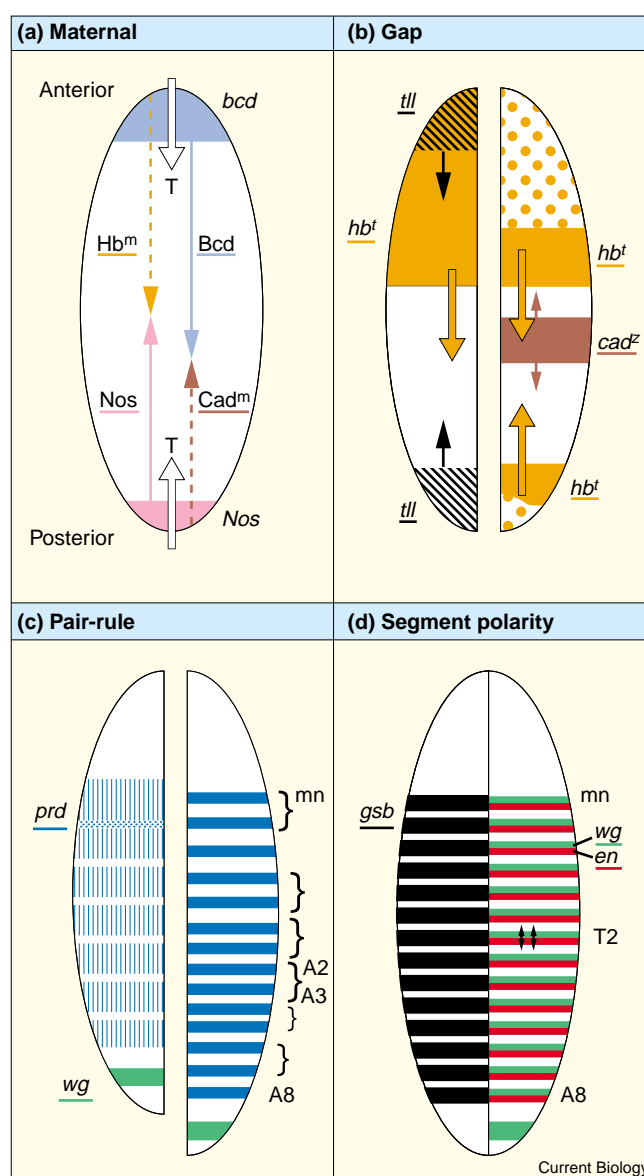 (a) Maternal
Anterior
bcd
T
Hbᵐ
Bcd
Nos
Cadᵐ
T
Nos
Posterior
(b) Gap
tll
hbᵗ
hbᵗ
cadᶻ
tll
hbᵗ
(c) Pair-rule
mn
prd
A2
A3
wg
A8
(d) Segment polarity
mn
gsb
wg
en
T2
A8
Current Biology